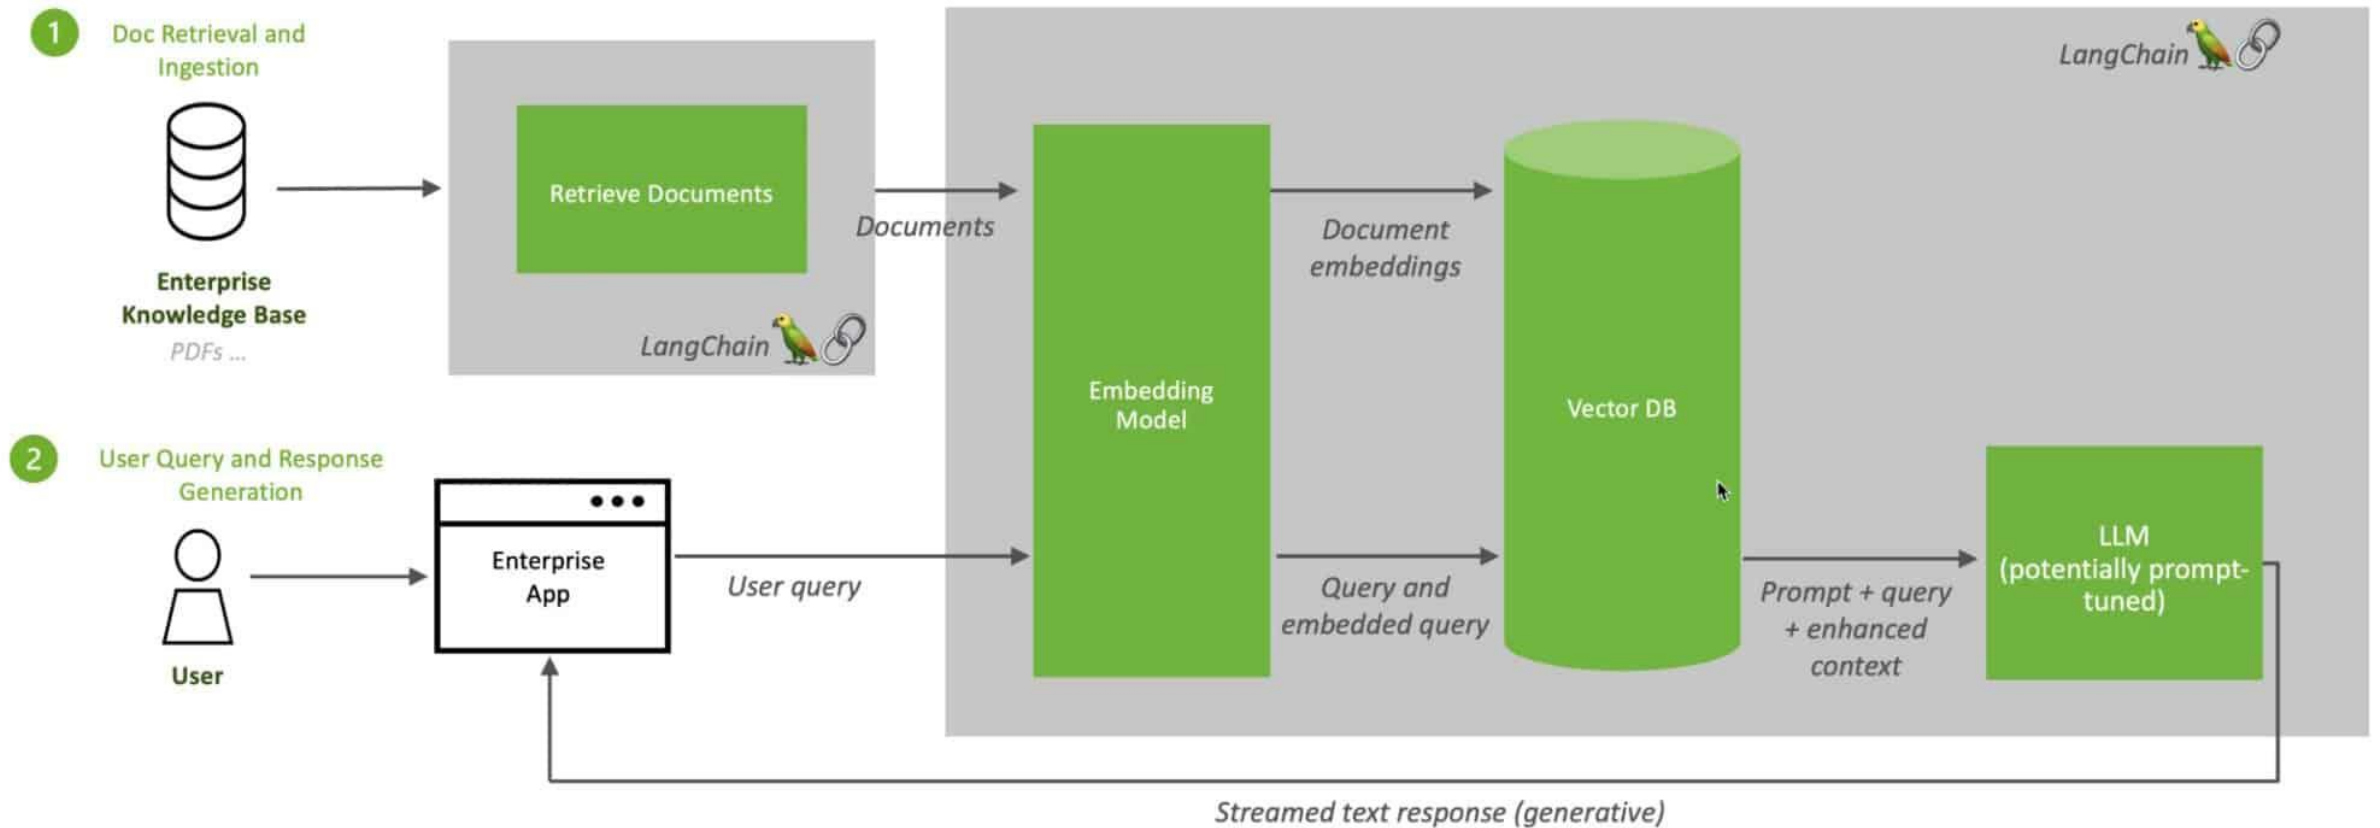 1
Doc Retrieval and
Ingestion
Enterprise
Knowledge Base
PDFs ...
Retrieve Documents
LangChain
Documents
LangChain
Embedding
Model
Document
embeddings
Vector DB
2
User Query and Response
Generation
User
Enterprise
App
User query
Query and
embedded query
Prompt + query
+ enhanced
context
LLM
(potentially prompt-
tuned)
Streamed text response (generative)